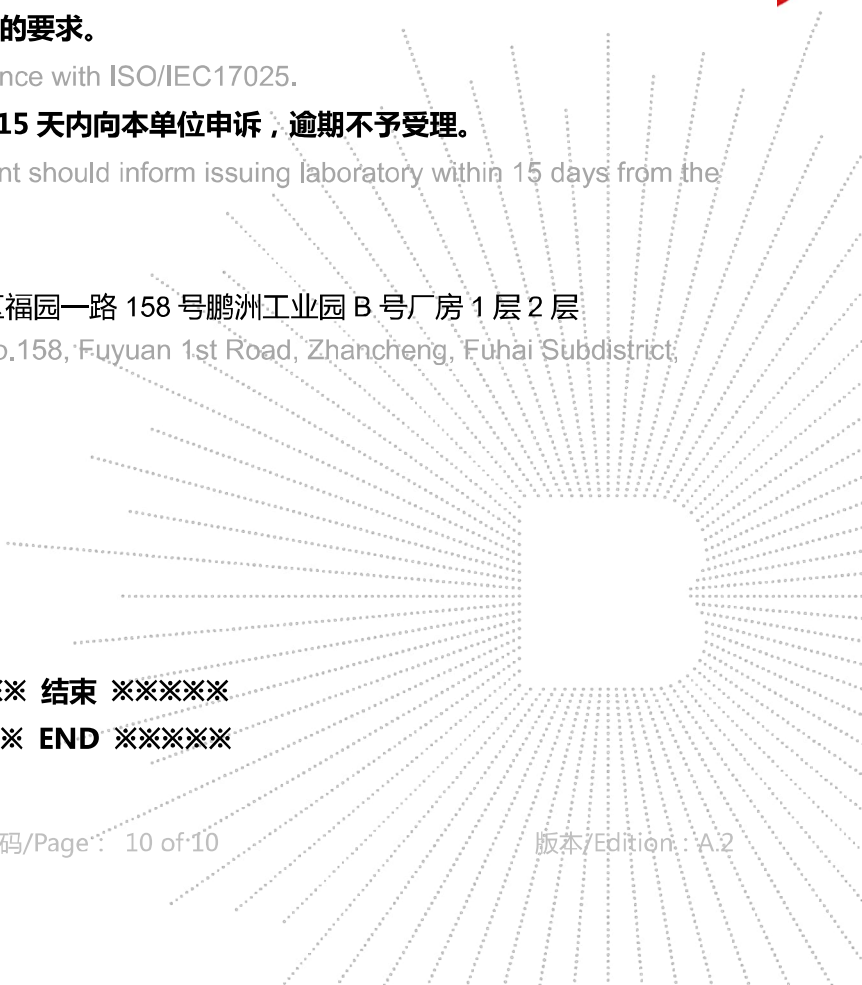 的要求。
nce with ISO/IEC17025.
15 天内向本单位申诉，逾期不予受理。
nt should inform issuing laboratory within 15 days from the
福园一路 158 号鹏洲工业园 B 号厂房 1 层 2 层
o.158, Fuyuan 1st Road, Zhancheng, Fuhai Subdistrict,
※ 结束 ※※※※※
※ END ※※※※※
码/Page： 10 of 10 版本/Edition：A.2